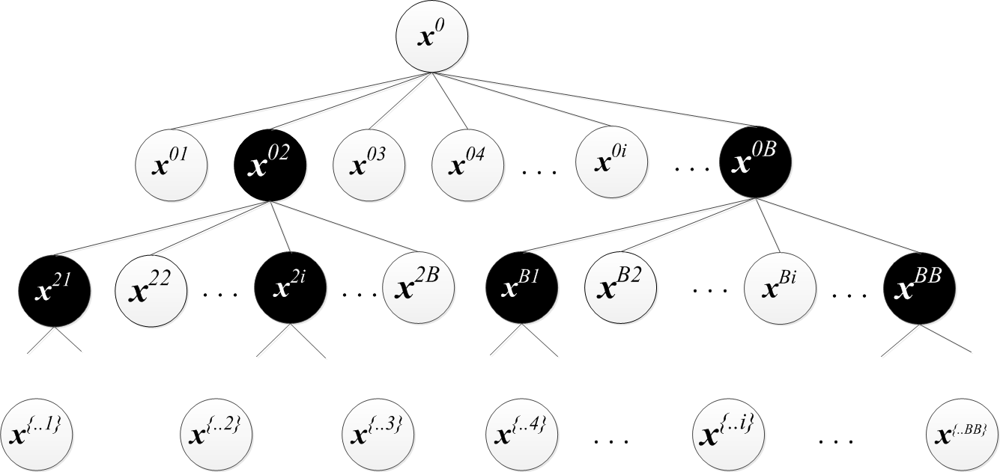 x^0
x^01 x^02 x^03 x^04 ... x^0i ... x^0B
x^21 x^22 ... x^2i ... x^2B x^B1 x^B2 ... x^Bi ... x^BB
x^{..1} x^{..2} x^{..3} x^{..4} ... x^{..i} ... x^{..BB}